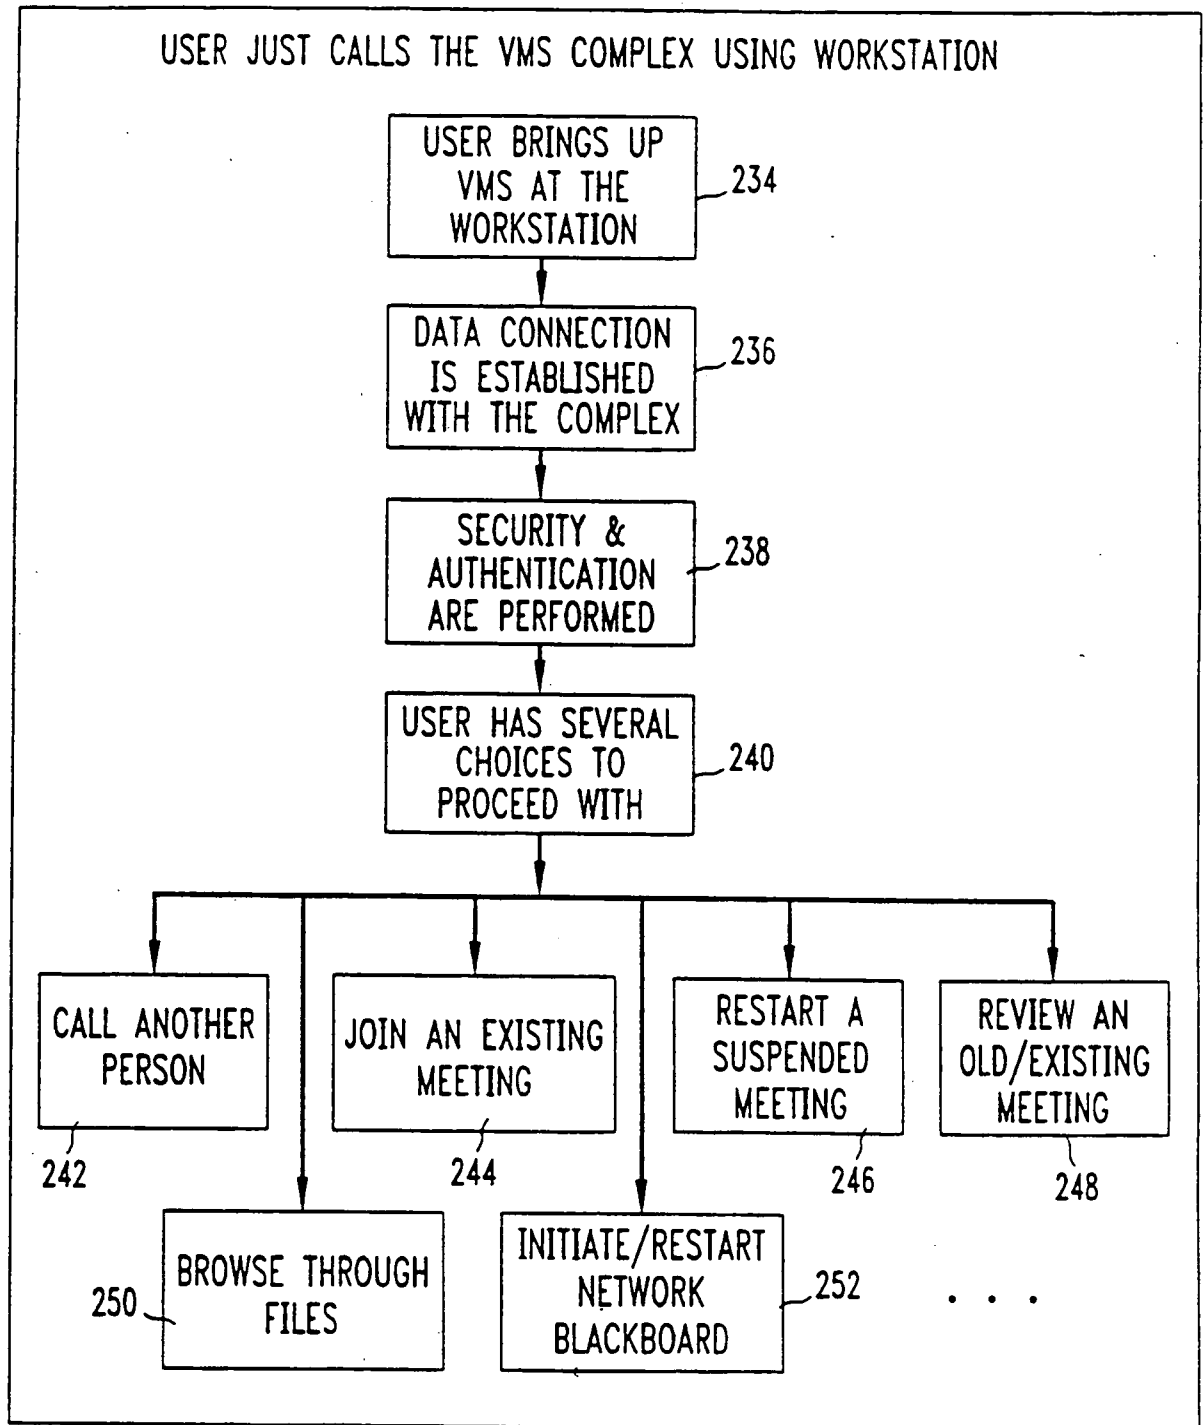 USER JUST CALLS THE VMS COMPLEX USING WORKSTATION
USER BRINGS UP
VMS AT THE
WORKSTATION
234
DATA CONNECTION
IS ESTABLISHED
WITH THE COMPLEX
236
SECURITY &
AUTHENTICATION
ARE PERFORMED
238
USER HAS SEVERAL
CHOICES TO
PROCEED WITH
240
CALL ANOTHER
PERSON
242
JOIN AN EXISTING
MEETING
244
RESTART A
SUSPENDED
MEETING
246
REVIEW AN
OLD/EXISTING
MEETING
248
BROWSE THROUGH
FILES
250
INITIATE/RESTART
NETWORK
BLACKBOARD
252
. . .